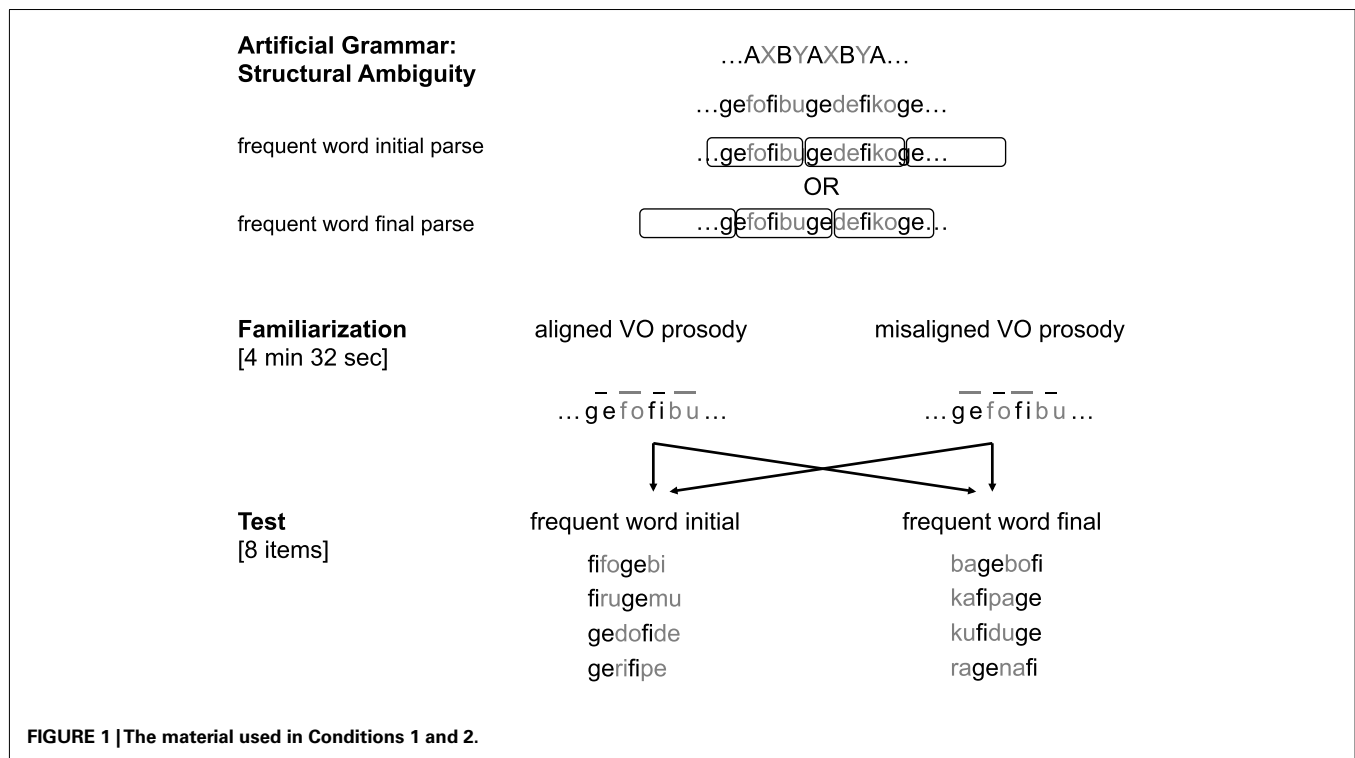 Artificial Grammar:
Structural Ambiguity
…AXBYAXBYA…
…gefofibugedefikoge…
frequent word initial parse
…gefofibugedefikoge…
OR
frequent word final parse
…gefofibugedefikoge…
Familiarization
[4 min 32 sec]
aligned VO prosody
misaligned VO prosody
…gefofibu…
…gefofibu…
Test
[8 items]
frequent word initial
frequent word final
fifogebi
bagebofi
firugemu
kafipage
gedofide
kufiduge
gerifipe
ragenafi
FIGURE 1 | The material used in Conditions 1 and 2.